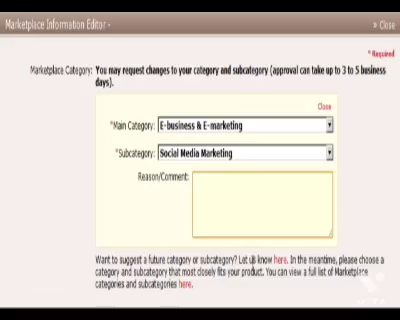 Marketplace Information Editor -
» Close
* Required
Marketplace Category: You may request changes to your category and subcategory (approval can take up to 3 to 5 business
days).
Close
*Main Category: E-business & E-marketing
*Subcategory: Social Media Marketing
Reason/Comment:
Want to suggest a future category or subcategory? Let us know here. In the meantime, please choose a
category and subcategory that most closely fits your product. You can view a full list of Marketplace
categories and subcategories here.